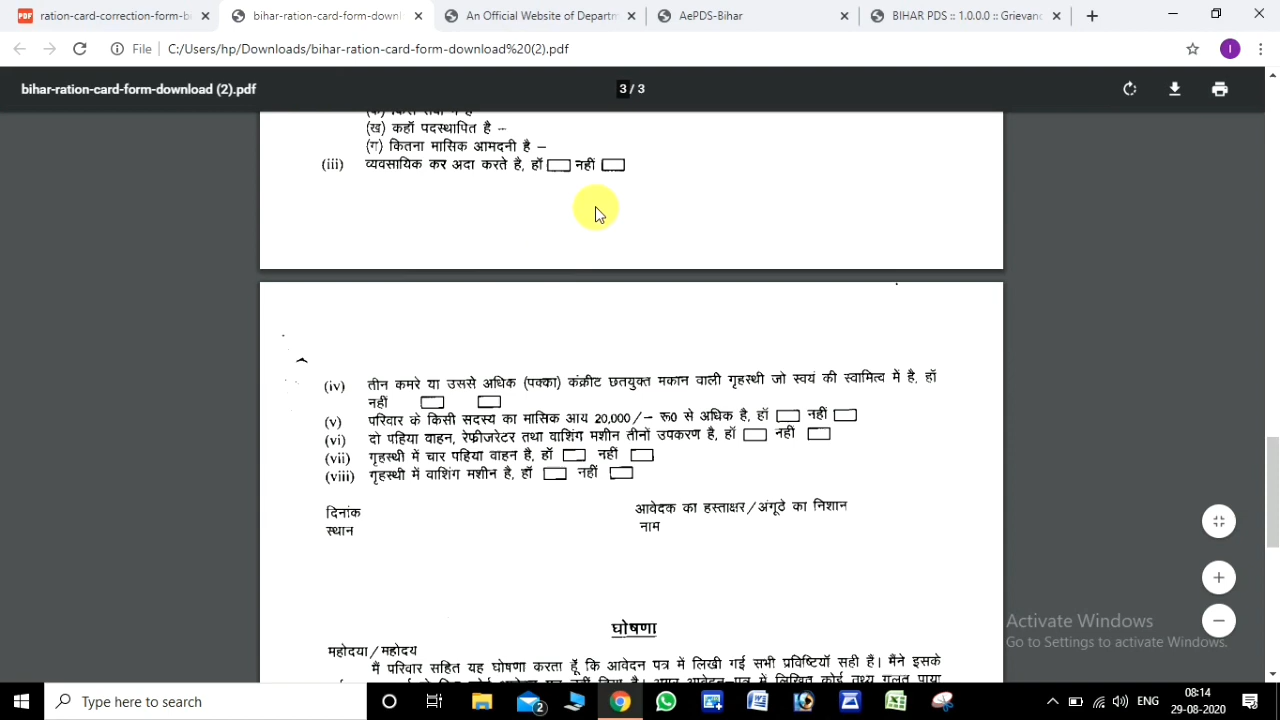 ration-card-correction-form-b
bihar-ration-card-form-downl
An Official Website of Departm
AePDS-Bihar
BIHAR PDS :: 1.0.0.0 :: Grievanc
File
C:/Users/hp/Downloads/bihar-ration-card-form-download%20(2).pdf
bihar-ration-card-form-download (2).pdf
3 / 3
(ख) कहाँ पदस्थापित है –
(ग) कितना मासिक आमदनी है –
(iii) व्यवसायिक कर अदा करते है, हाँ नहीं
(iv) तीन कमरे या उससे अधिक (पक्का) कंक्रीट छतयुक्त मकान वाली गृहस्थी जो स्वयं की स्वामित्व में है, हाँ
नहीं
(v) परिवार के किसी सदस्य का मासिक आय 20,000/– रू0 से अधिक है, हाँ नहीं
(vi) दो पहिया वाहन, रेफीजरेटर तथा वाशिंग मशीन तीनों उपकरण है, हाँ नहीं
(vii) गृहस्थी में चार पहिया वाहन है, हाँ नहीं
(viii) गृहस्थी में वाशिंग मशीन है, हाँ नहीं
दिनांक आवेदक का हस्ताक्षर/अंगूठे का निशान
स्थान नाम
घोषणा
महोदया/महोदय
मैं परिवार सहित यह घोषणा करता हूँ कि आवेदन पत्र में लिखी गई सभी प्रविष्टियाँ सही है। मैंने इसके
Activate Windows
Go to Settings to activate Windows.
Type here to search
2
ENG
08:14
29-08-2020